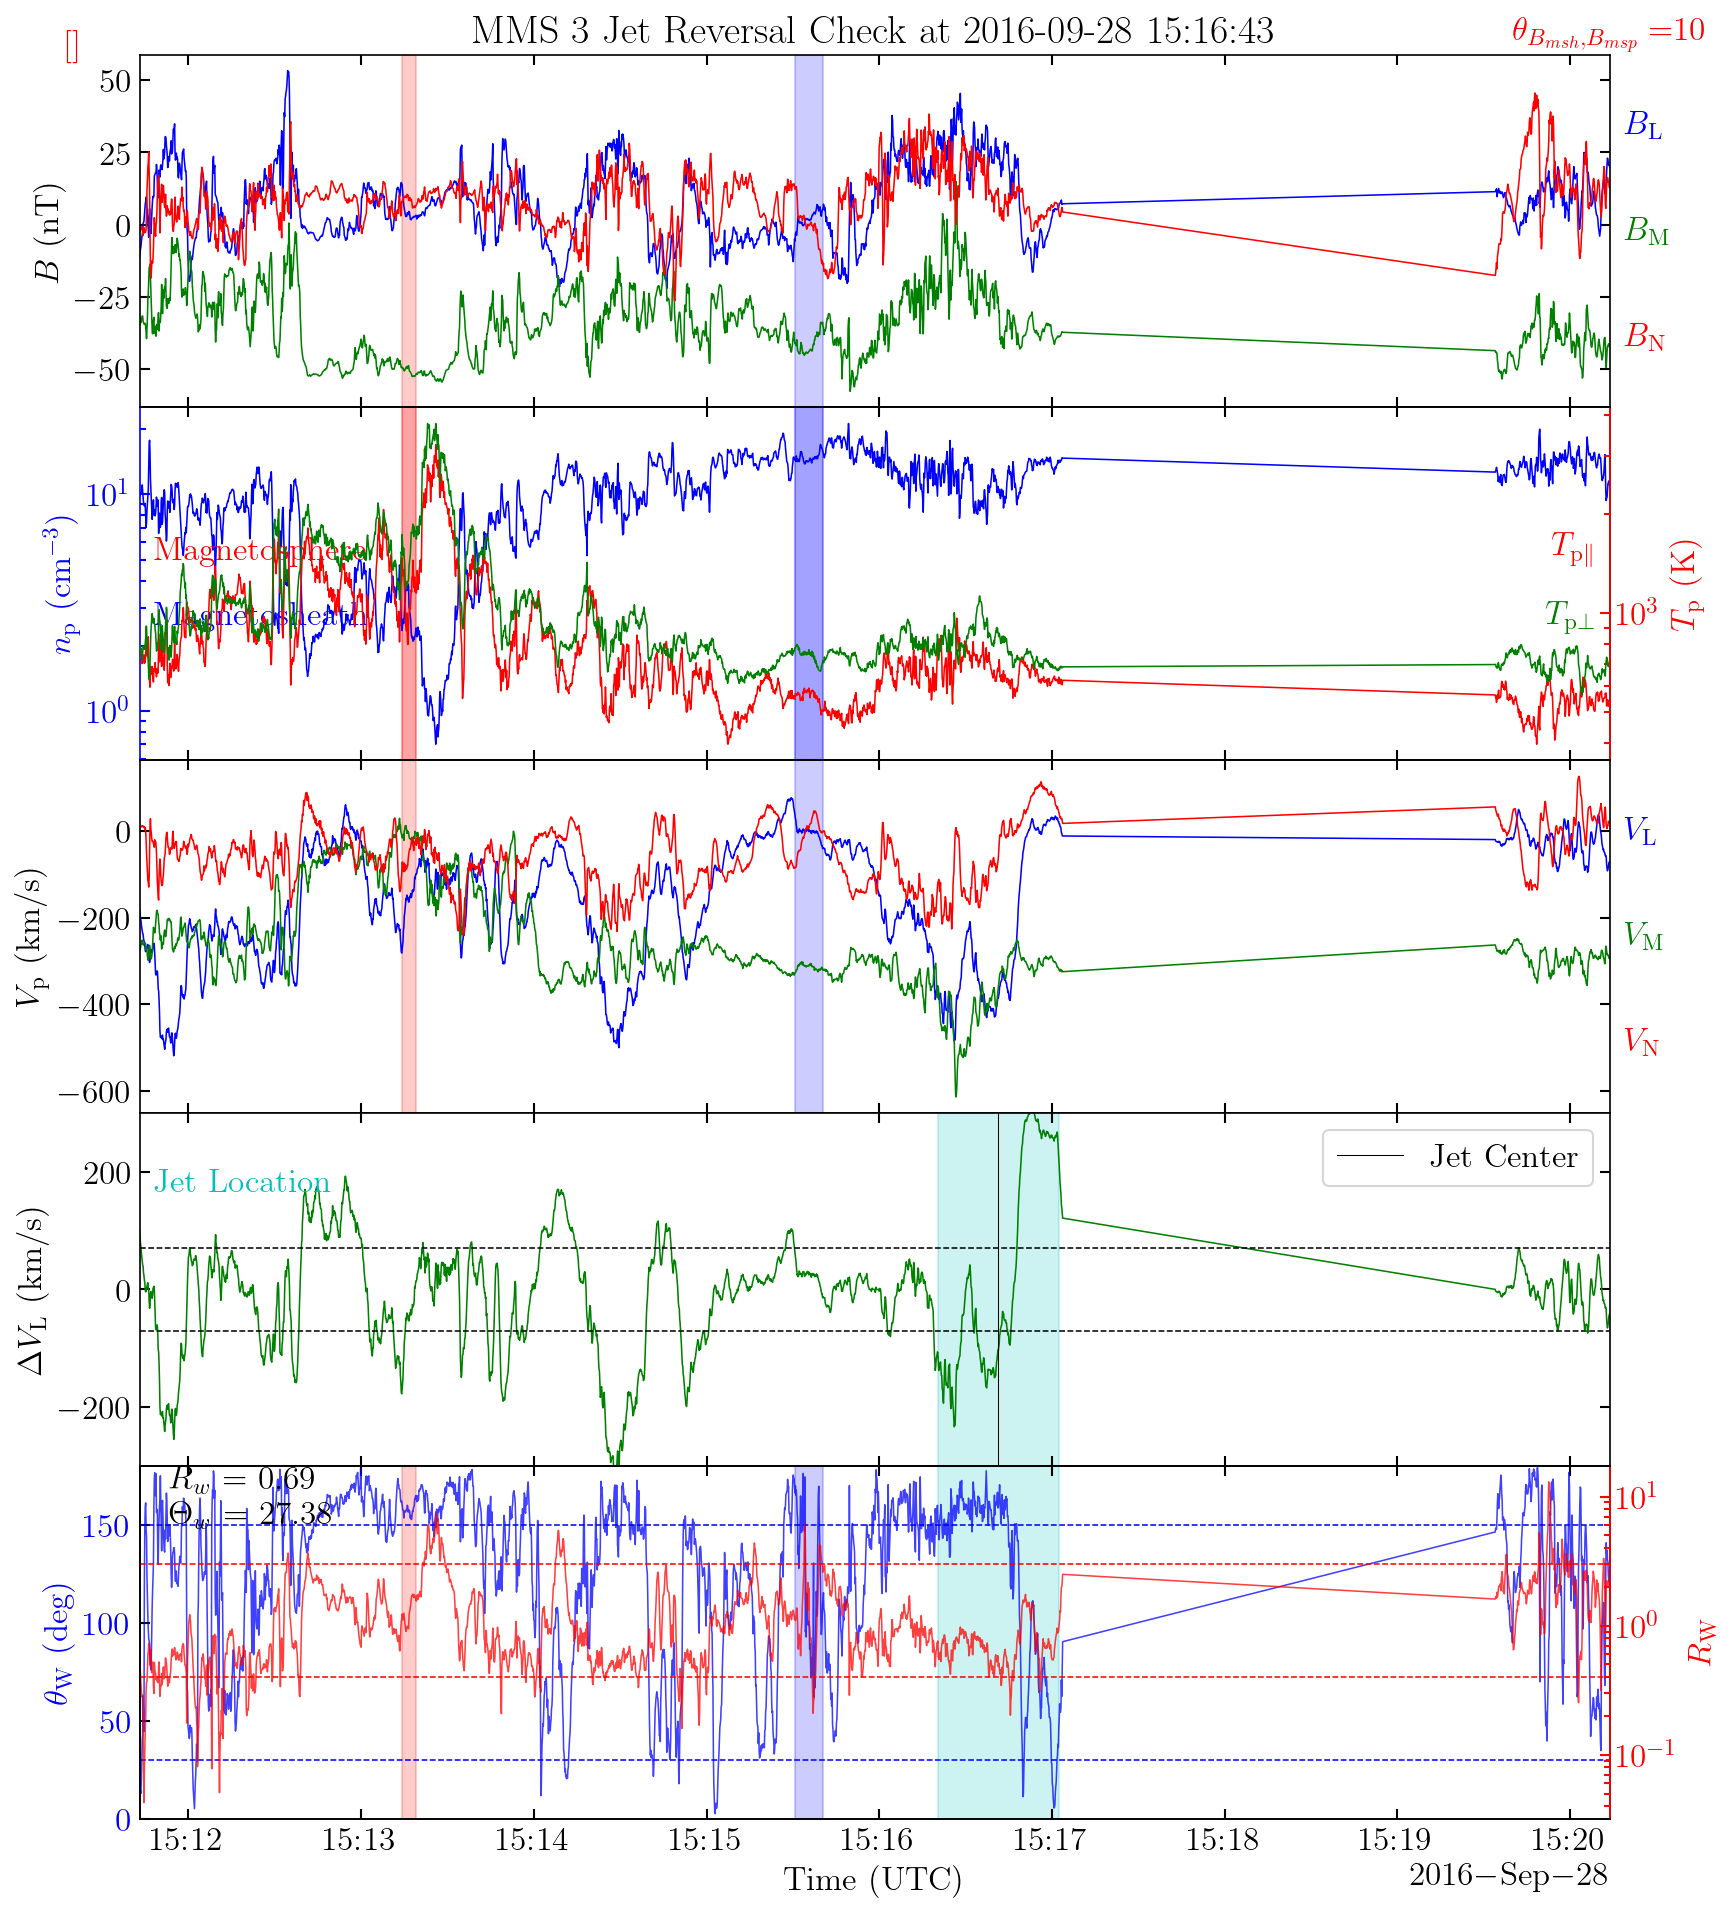 MMS 3 Jet Reversal Check at 2016-09-28 15:16:43
[]
θ_{B_{msh},B_{msp}} =10
50
25
0
−25
−50
B (nT)
B_L
B_M
B_N
10^1
10^0
n_p (cm^{−3})
Magnetosphere
Magnetosheath
T_{p∥}
T_{p⊥}
10^3
T_p (K)
0
−200
−400
−600
V_p (km/s)
V_L
V_M
V_N
200
0
−200
ΔV_L (km/s)
Jet Location
Jet Center
R_w = 0.69
Θ_w = 27.38
150
100
50
0
θ_W (deg)
10^1
10^0
10^{−1}
R_W
15:12 15:13 15:14 15:15 15:16 15:17 15:18 15:19 15:20
Time (UTC)
2016−Sep−28